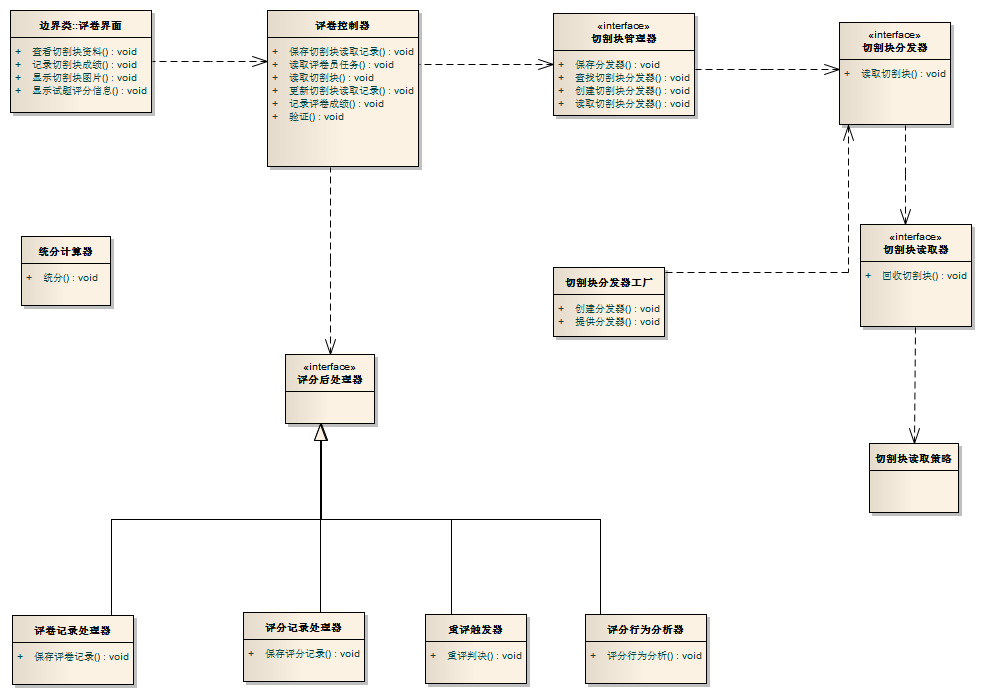 边界类::评卷界面
+ 查看切割块资料() : void
+ 记录切割块成绩() : void
+ 显示切割块图片() : void
+ 显示试题评分信息() : void
评卷控制器
+ 保存切割块读取记录() : void
+ 读取评卷员任务() : void
+ 读取切割块() : void
+ 更新切割块读取记录() : void
+ 记录评卷成绩() : void
+ 验证() : void
«interface»
切割块管理器
+ 保存分发器() : void
+ 查找切割块分发器() : void
+ 创建切割块分发器() : void
+ 读取切割块分发器() : void
«interface»
切割块分发器
+ 读取切割块() : void
统分计算器
+ 统分() : void
切割块分发器工厂
+ 创建分发器() : void
+ 提供分发器() : void
«interface»
切割块读取器
+ 回收切割块() : void
«interface»
评分后处理器
切割块读取策略
评卷记录处理器
+ 保存评卷记录() : void
评分记录处理器
+ 保存评分记录() : void
重评触发器
+ 重评判决() : void
评分行为分析器
+ 评分行为分析() : void